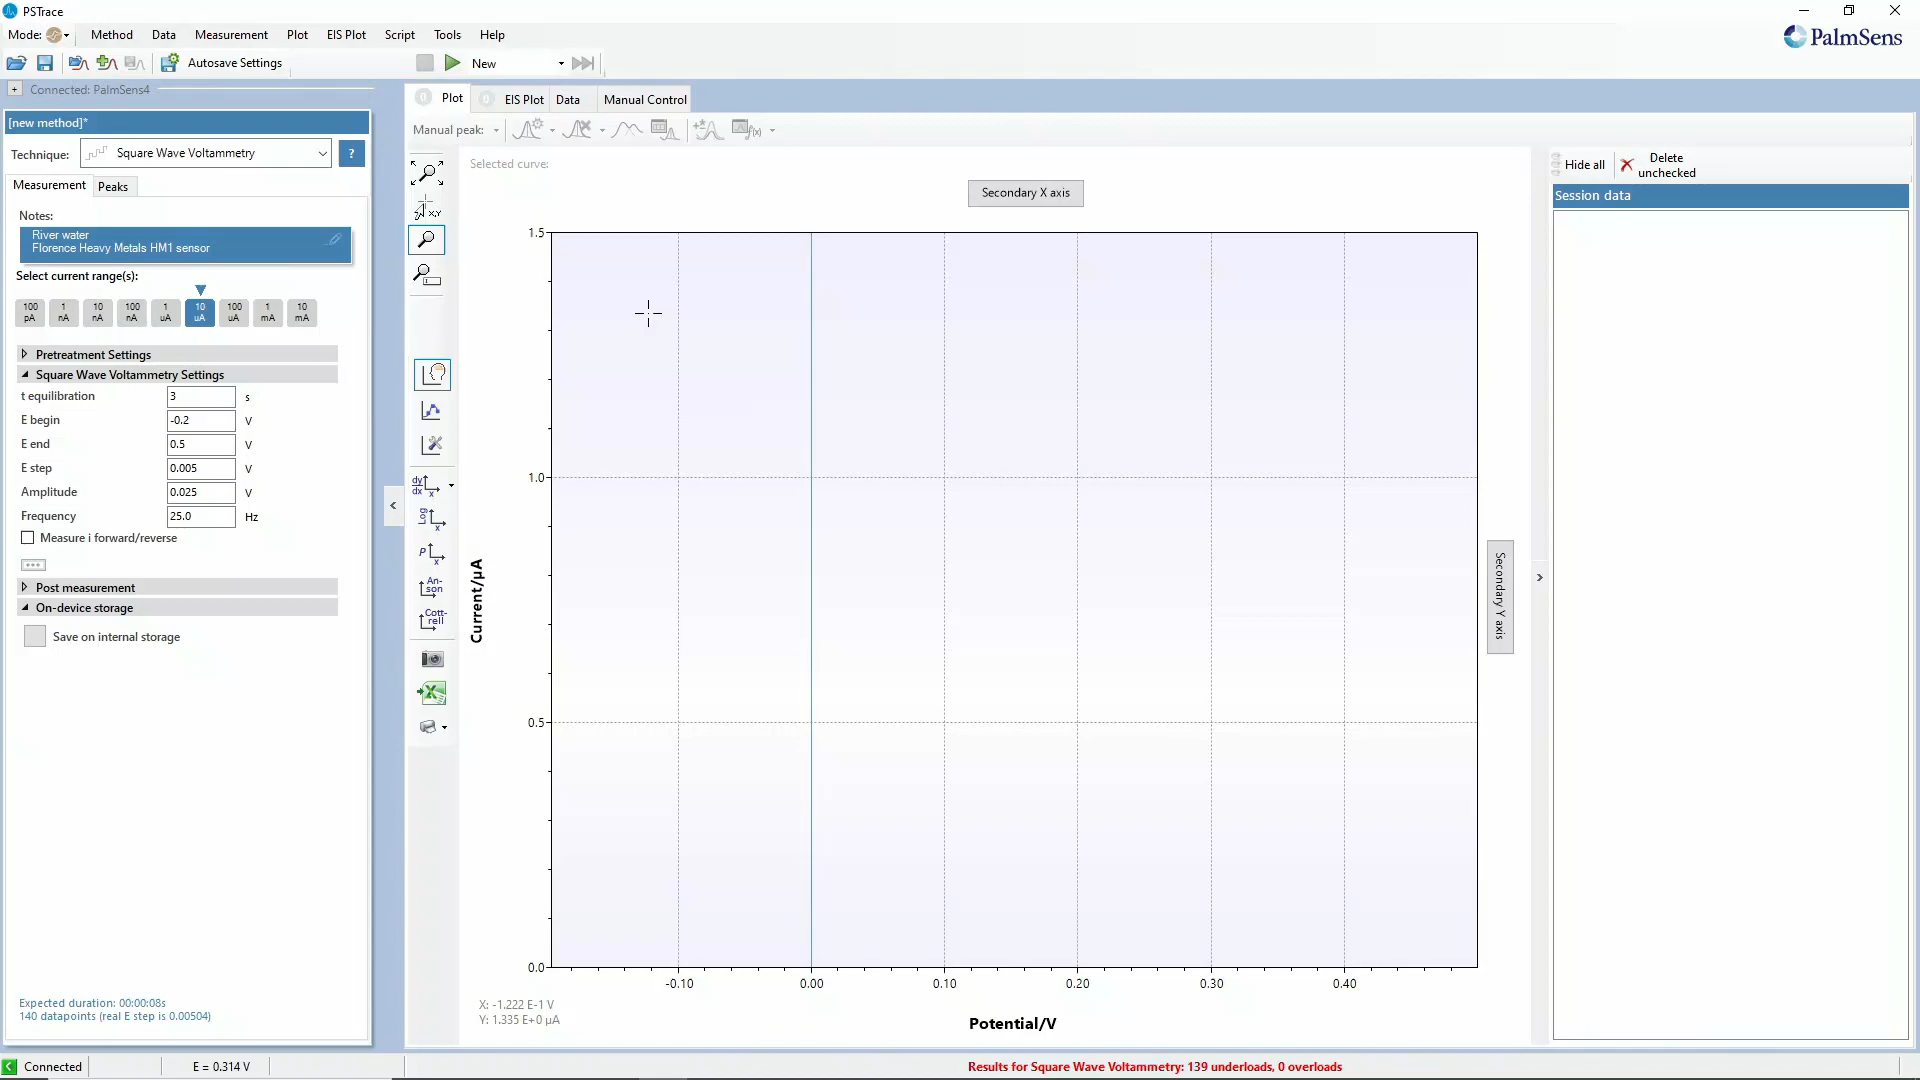 PSTrace
Mode:
Method
Data
Measurement
Plot
EIS Plot
Script
Tools
Help
PalmSens
Autosave Settings
New
Connected: PalmSens4
[new method]*
Technique:
Square Wave Voltammetry
?
Measurement
Peaks
Notes:
River water
Florence Heavy Metals HM1 sensor
Select current range(s):
100 pA
1 nA
10 nA
100 nA
1 uA
10 uA
100 uA
1 mA
10 mA
Pretreatment Settings
Square Wave Voltammetry Settings
t equilibration 3 s
E begin -0.2 V
E end 0.5 V
E step 0.005 V
Amplitude 0.025 V
Frequency 25.0 Hz
Measure i forward/reverse
Post measurement
On-device storage
Save on internal storage
Expected duration: 00:00:08s
140 datapoints (real E step is 0.00504)
Plot
EIS Plot
Data
Manual Control
Manual peak:
f(x)
Selected curve:
Secondary X axis
x,y
dy/dx x
Log x
P x
An-son
Cott-rell
1.5
1.0
0.5
0.0
Current/µA
-0.10
0.00
0.10
0.20
0.30
0.40
X: -1.222 E-1 V
Y: 1.335 E+0 µA
Potential/V
Secondary Y axis
Hide all
Delete
unchecked
Session data
Connected
E = 0.314 V
Results for Square Wave Voltammetry: 139 underloads, 0 overloads